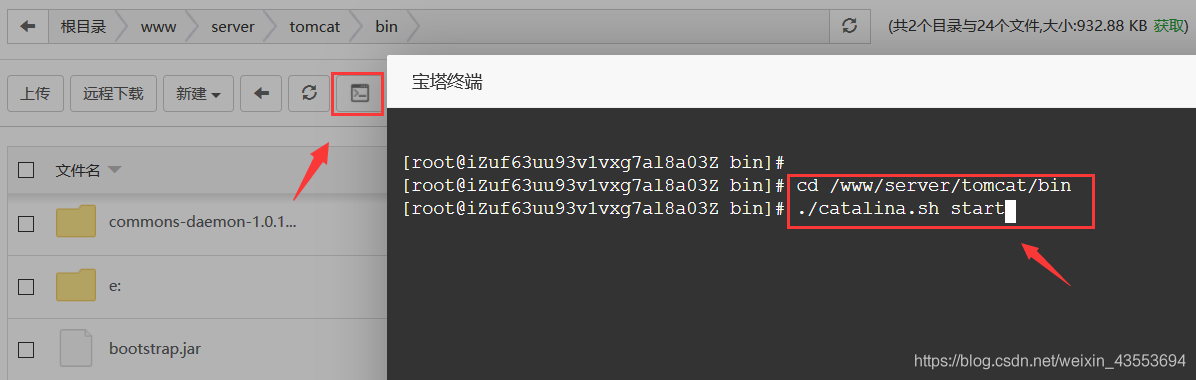 根目录 www server tomcat bin (共2个目录与24个文件,大小:932.88 KB 获取)
上传 远程下载 新建
宝塔终端
文件名
commons-daemon-1.0.1...
e:
bootstrap.jar
[root@iZuf63uu93v1vxg7al8a03Z bin]#
[root@iZuf63uu93v1vxg7al8a03Z bin]# cd /www/server/tomcat/bin
[root@iZuf63uu93v1vxg7al8a03Z bin]# ./catalina.sh start
https://blog.csdn.net/weixin_43553694